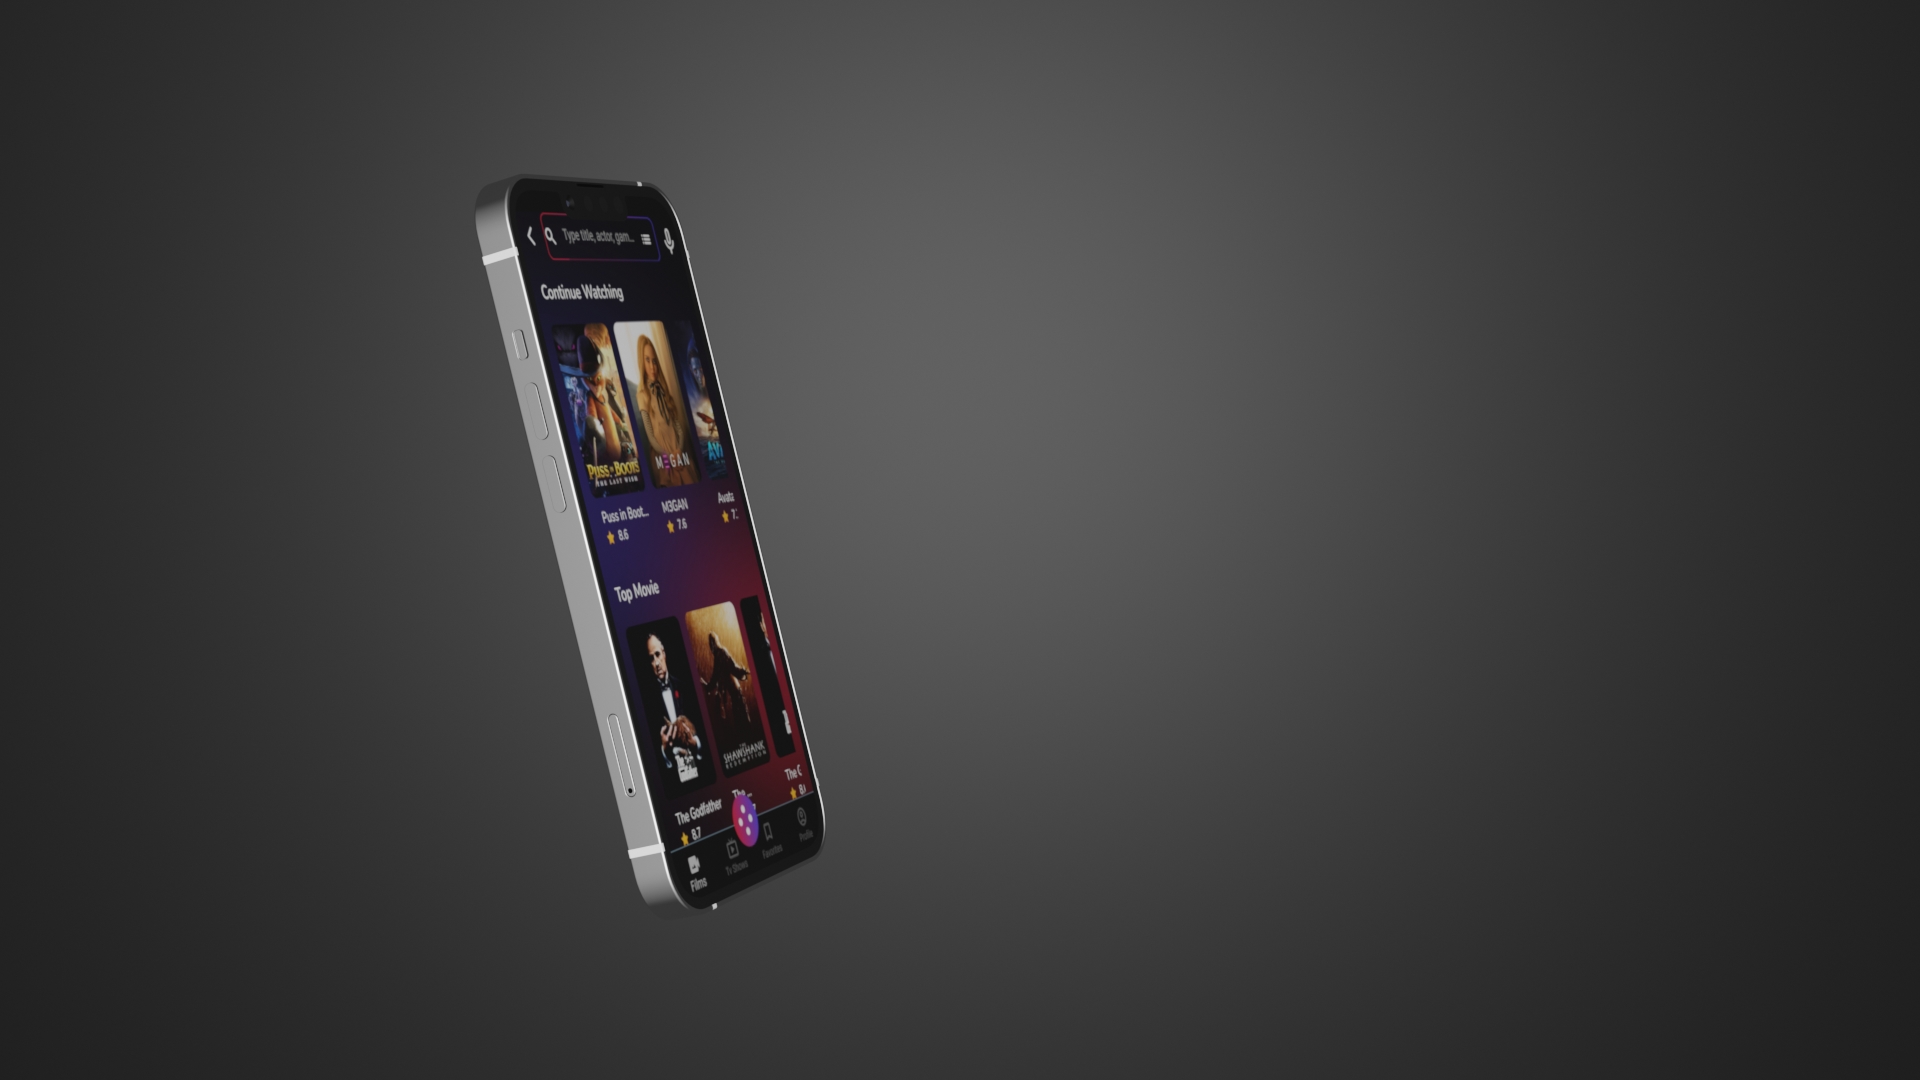 Type title, actor, gam...
Continue Watching
PUSS IN BOOTS
THE LAST WISH
M3GAN
AV
Puss in Boot...
M3GAN
Avata
8.6
7.6
7.
Top Movie
THE
SHAWSHANK
REDEMPTION
The Godfather
The ...
The G
8.7
8.
Films
Tv Shows
Favorites
Profile